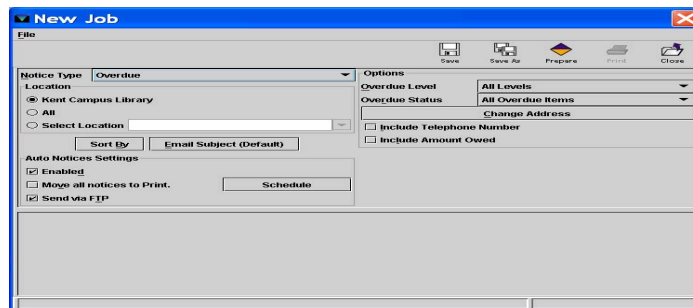 New Job
File
Save Save As Prepare Print Close
Notice Type Overdue
Location
Kent Campus Library
All
Select Location
Sort By Email Subject (Default)
Auto Notices Settings
Enabled
Move all notices to Print. Schedule
Send via FTP
Options
Overdue Level All Levels
Overdue Status All Overdue Items
Change Address
Include Telephone Number
Include Amount Owed